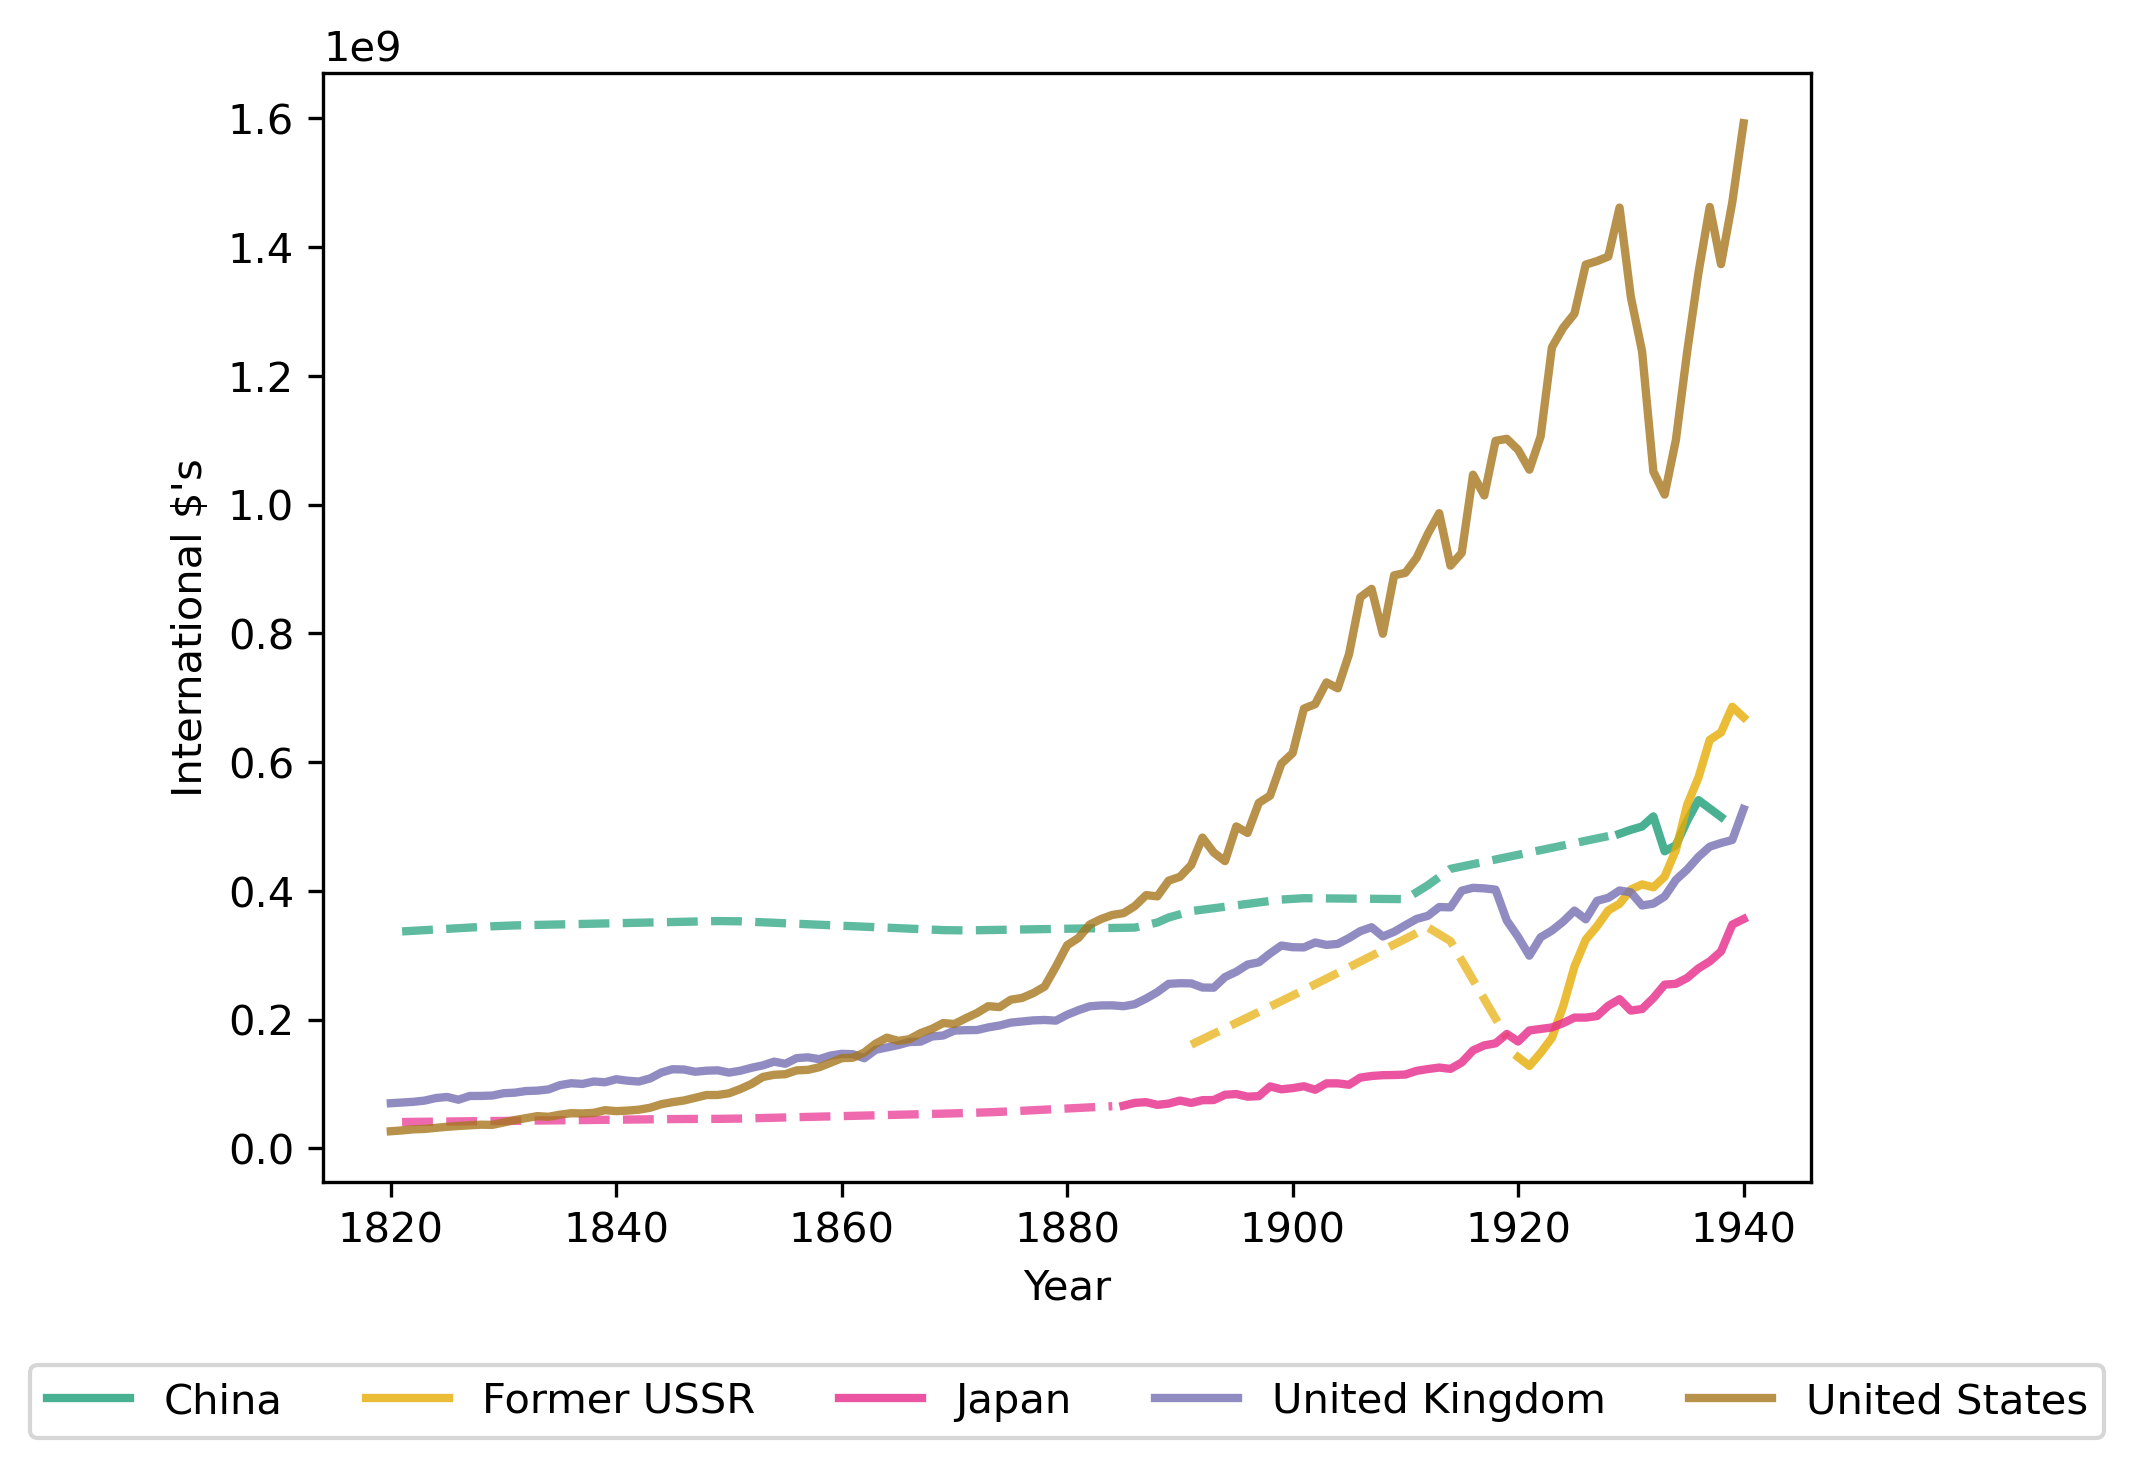 1e9
1.6
1.4
1.2
1.0
0.8
0.6
0.4
0.2
0.0
International $'s
1820 1840 1860 1880 1900 1920 1940
Year
China Former USSR Japan United Kingdom United States